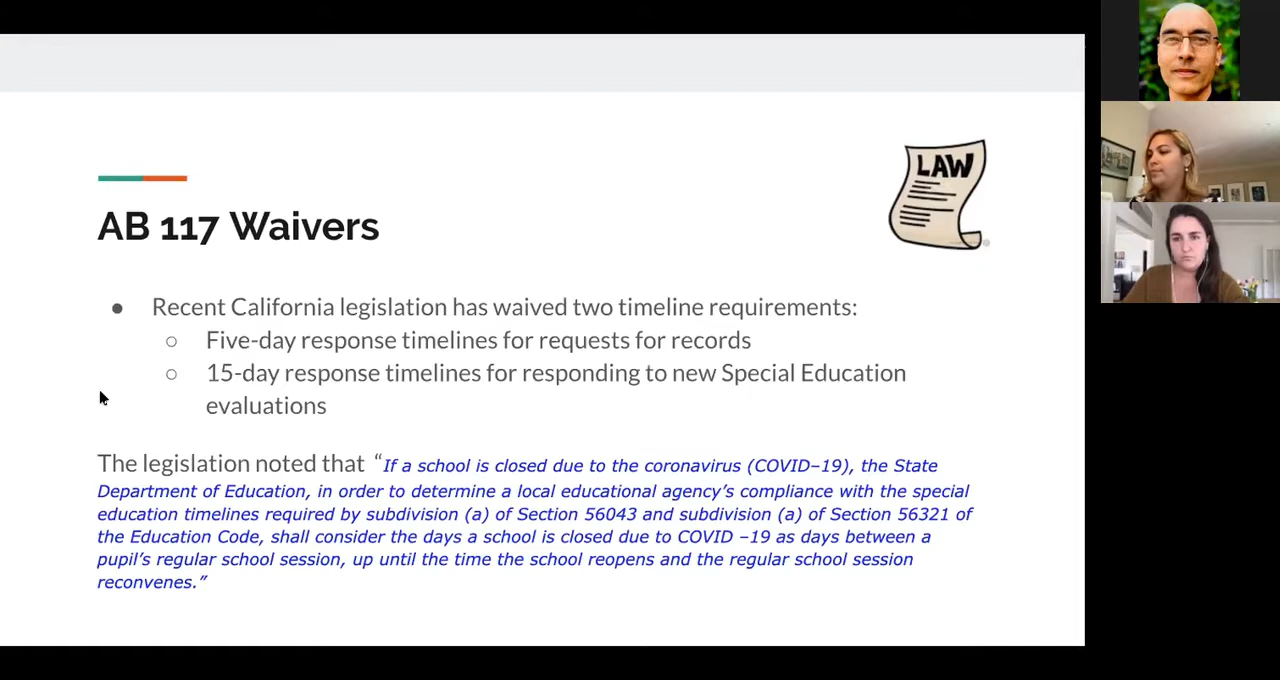 LAW
AB 117 Waivers
● Recent California legislation has waived two timeline requirements:
○ Five-day response timelines for requests for records
○ 15-day response timelines for responding to new Special Education
evaluations
The legislation noted that “If a school is closed due to the coronavirus (COVID–19), the State
Department of Education, in order to determine a local educational agency’s compliance with the special
education timelines required by subdivision (a) of Section 56043 and subdivision (a) of Section 56321 of
the Education Code, shall consider the days a school is closed due to COVID –19 as days between a
pupil’s regular school session, up until the time the school reopens and the regular school session
reconvenes.”